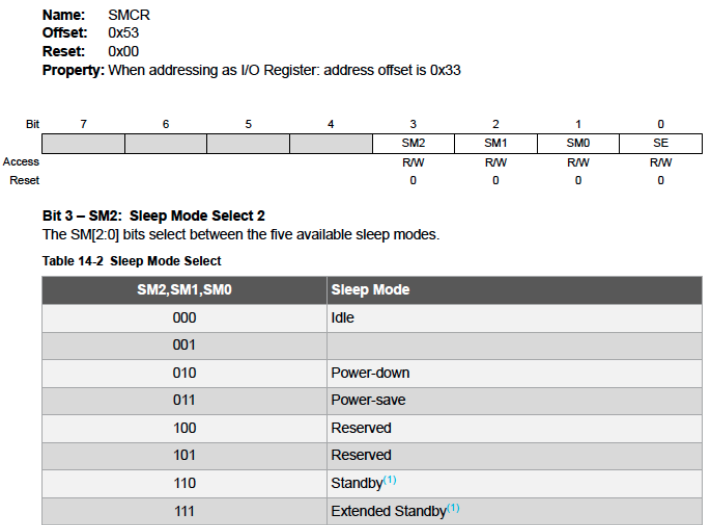 Name: SMCR
Offset: 0x53
Reset: 0x00
Property: When addressing as I/O Register: address offset is 0x33
Bit 7 6 5 4 3 2 1 0
SM2 SM1 SM0 SE
Access R/W R/W R/W R/W
Reset 0 0 0 0
Bit 3 – SM2: Sleep Mode Select 2
The SM[2:0] bits select between the five available sleep modes.
Table 14-2 Sleep Mode Select
SM2,SM1,SM0 Sleep Mode
000 Idle
001
010 Power-down
011 Power-save
100 Reserved
101 Reserved
110 Standby(1)
111 Extended Standby(1)